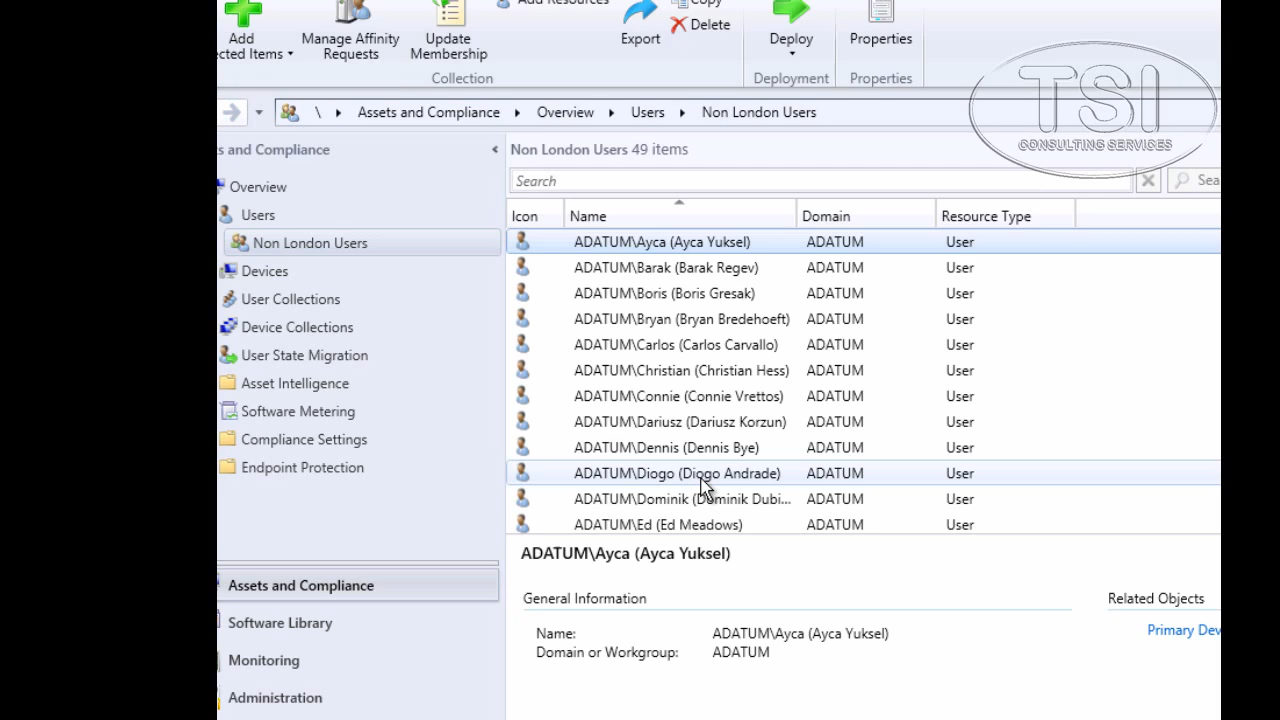 Add Resources
Copy
Delete
Add
ected Items
Manage Affinity
Requests
Update
Membership
Export
Deploy
Properties
Collection
Deployment
Properties
\ Assets and Compliance Overview Users Non London Users
TSI
CONSULTING SERVICES
s and Compliance
Overview
Users
Non London Users
Devices
User Collections
Device Collections
User State Migration
Asset Intelligence
Software Metering
Compliance Settings
Endpoint Protection
Assets and Compliance
Software Library
Monitoring
Administration
Non London Users 49 items
Search
Sea
Icon Name Domain Resource Type
ADATUM\Ayca (Ayca Yuksel) ADATUM User
ADATUM\Barak (Barak Regev) ADATUM User
ADATUM\Boris (Boris Gresak) ADATUM User
ADATUM\Bryan (Bryan Bredehoeft) ADATUM User
ADATUM\Carlos (Carlos Carvallo) ADATUM User
ADATUM\Christian (Christian Hess) ADATUM User
ADATUM\Connie (Connie Vrettos) ADATUM User
ADATUM\Dariusz (Dariusz Korzun) ADATUM User
ADATUM\Dennis (Dennis Bye) ADATUM User
ADATUM\Diogo (Diogo Andrade) ADATUM User
ADATUM\Dominik (Dominik Dubi... ADATUM User
ADATUM\Ed (Ed Meadows) ADATUM User
ADATUM\Ayca (Ayca Yuksel)
General Information
Related Objects
Name: ADATUM\Ayca (Ayca Yuksel)
Primary Dev
Domain or Workgroup: ADATUM